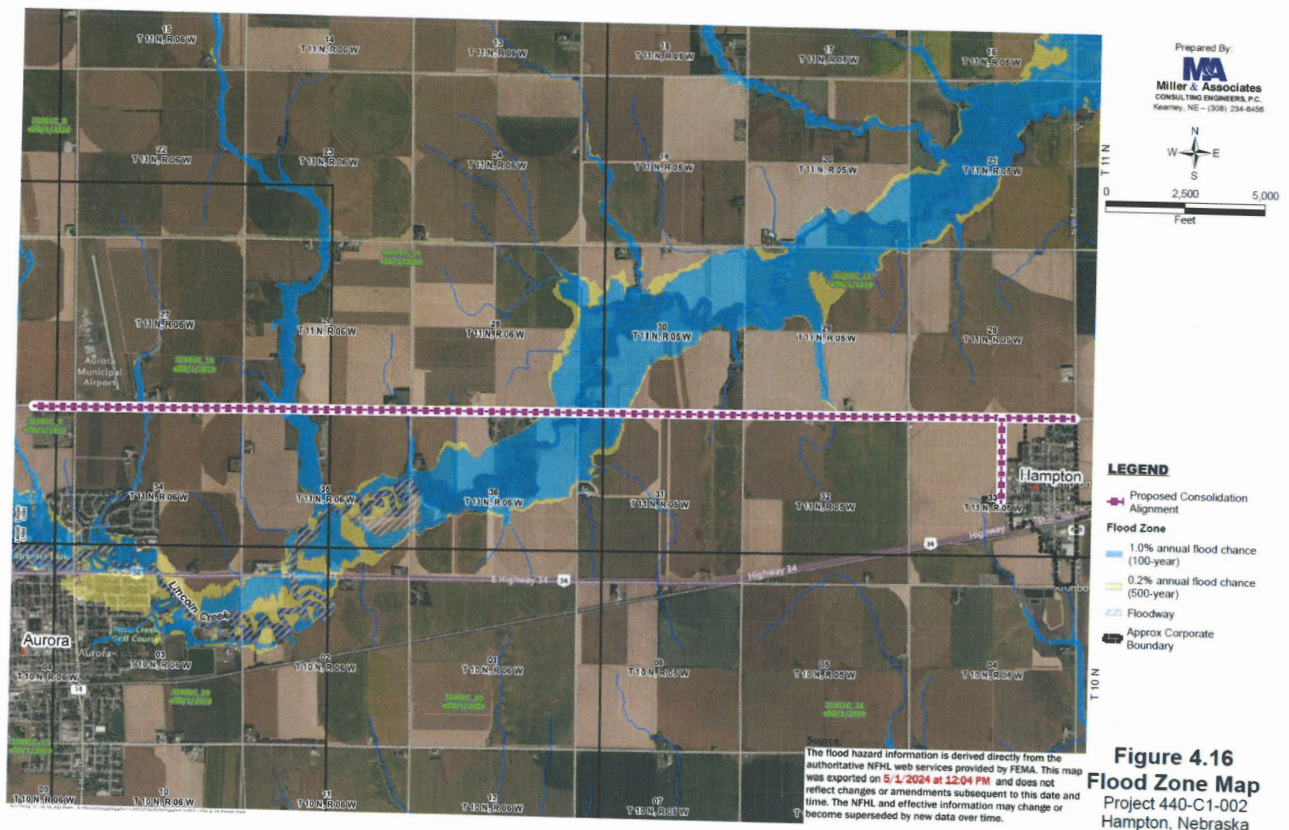 15
T 11 N, R 06 W
14
T 11 N, R 06 W
13
T 11 N, R 06 W
18
T 11 N, R 05 W
17
T 11 N, R 05 W
16
T 11 N, R 05 W
22
T 11 N, R 06 W
23
T 11 N, R 06 W
24
T 11 N, R 06 W
19
T 11 N, R 05 W
20
T 11 N, R 05 W
21
T 11 N, R 05 W
27
T 11 N, R 06 W
26
T 11 N, R 06 W
25
T 11 N, R 06 W
30
T 11 N, R 05 W
29
T 11 N, R 05 W
28
T 11 N, R 05 W
Aurora
Municipal
Airport
34
T 11 N, R 06 W
35
T 11 N, R 06 W
36
T 11 N, R 06 W
31
T 11 N, R 05 W
32
T 11 N, R 05 W
33
T 11 N, R 05 W
Hampton
Lincoln Creek
E Highway 34
34
Highway 34
34
Golf Course
Aurora
Aurora
34
04
T 10 N, R 06 W
03
T 10 N, R 06 W
02
T 10 N, R 06 W
01
T 10 N, R 06 W
06
T 10 N, R 05 W
05
T 10 N, R 05 W
04
T 10 N, R 05 W
09
T 10 N, R 06 W
10
T 10 N, R 06 W
11
T 10 N, R 06 W
12
T 10 N, R 06 W
07
T 11 N
T 10 N
Prepared By:
M&A
Miller & Associates
CONSULTING ENGINEERS, P.C.
Kearney, NE – (308) 234-6456
N
W E
S
0 2,500 5,000
Feet
LEGEND
Proposed Consolidation
Alignment
Flood Zone
1.0% annual flood chance
(100-year)
0.2% annual flood chance
(500-year)
Floodway
Approx Corporate
Boundary
Source:
The flood hazard information is derived directly from the
authoritative NFHL web services provided by FEMA. This map
was exported on 5/1/2024 at 12:04 PM and does not
reflect changes or amendments subsequent to this date and
time. The NFHL and effective information may change or
become superseded by new data over time.
Figure 4.16
Flood Zone Map
Project 440-C1-002
Hampton, Nebraska